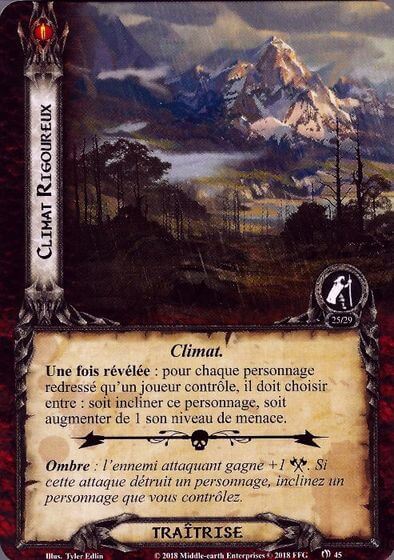 CLIMAT RIGOUREUX
25/29
Climat.
Une fois révélée : pour chaque personnage
redressé qu'un joueur contrôle, il doit choisir
entre : soit incliner ce personnage, soit
augmenter de 1 son niveau de menace.
Ombre : l'ennemi attaquant gagne +1 . Si
cette attaque détruit un personnage, inclinez un
personnage que vous contrôlez.
TRAÎTRISE
Illus. Tyler Edlin © 2018 Middle-earth Enterprises © 2018 FFG 45